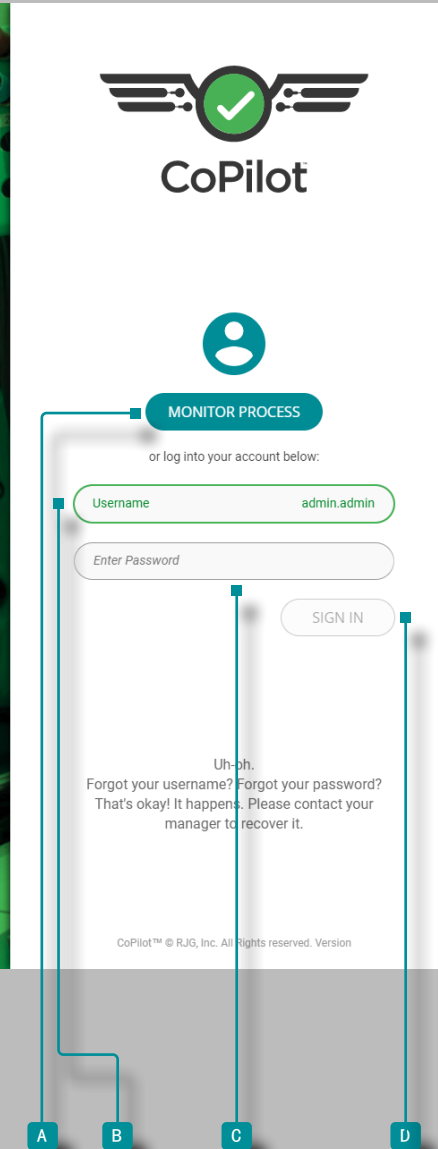 CoPilot™
MONITOR PROCESS
or log into your account below:
Username admin.admin
Enter Password
SIGN IN
Uh-oh.
Forgot your username? Forgot your password?
That's okay! It happens. Please contact your
manager to recover it.
CoPilot™ © RJG, Inc. All Rights reserved. Version
A B C D